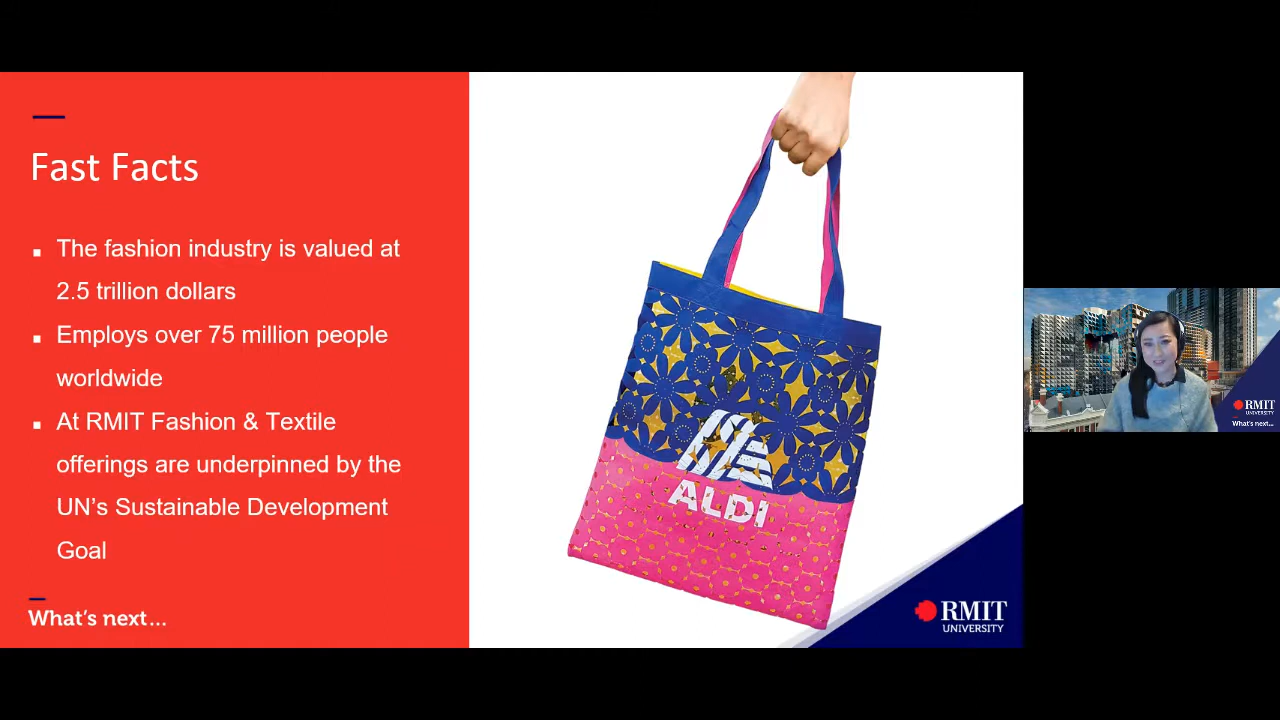 Fast Facts
The fashion industry is valued at
2.5 trillion dollars
Employs over 75 million people
worldwide
At RMIT Fashion & Textile
offerings are underpinned by the
UN’s Sustainable Development
Goal
What’s next...
ALDI
RMIT
UNIVERSITY
RMIT
UNIVERSITY
What's next...